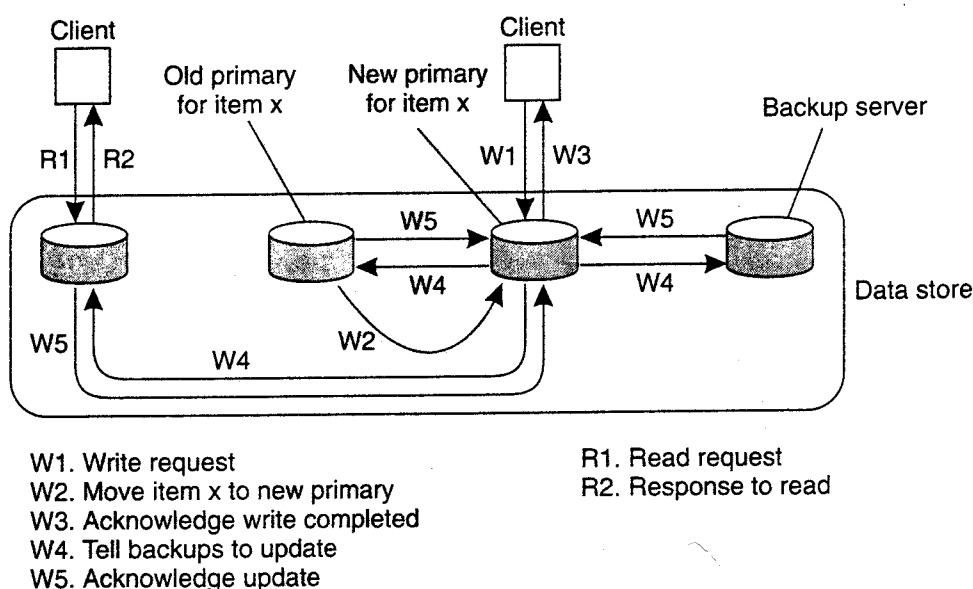 Client
Client
Old primary
for item x
New primary
for item x
Backup server
R1
R2
W1
W3
W5
W5
W4
W4
Data store
W5
W2
W4
W1. Write request
W2. Move item x to new primary
W3. Acknowledge write completed
W4. Tell backups to update
W5. Acknowledge update
R1. Read request
R2. Response to read